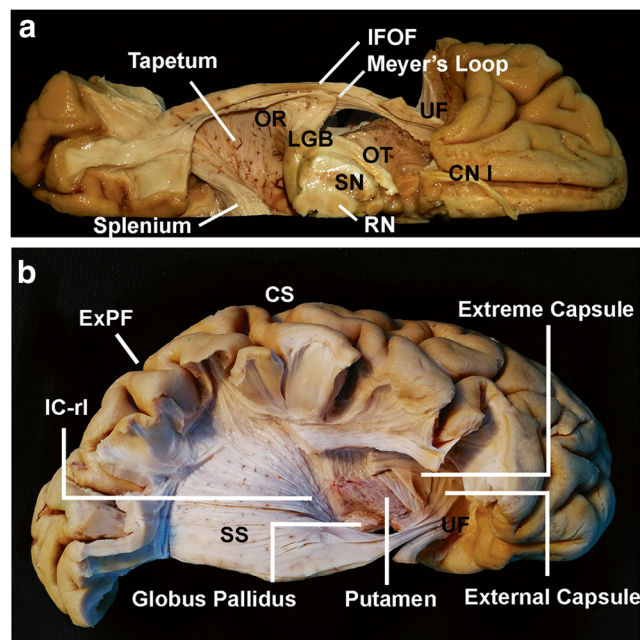 a
IFOF
Tapetum
Meyer's Loop
OR
UF
LGB
OT
SN
CN I
Splenium
RN
b
CS
ExPF
Extreme Capsule
IC-rl
SS
UF
Globus Pallidus
Putamen
External Capsule